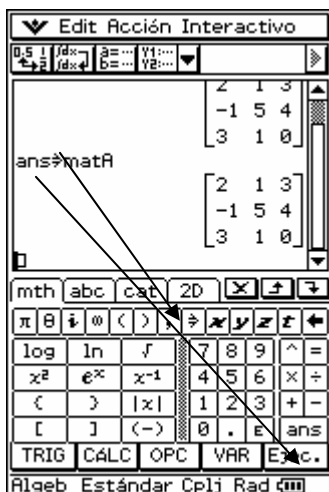 Edit Acción Interactivo
2 1 3
-1 5 4
3 1 0
ans⇒matA
2 1 3
-1 5 4
3 1 0
mth abc cat 2D
π θ i ∞ ( ) , ⇒ x y z t ←
log ln √ 7 8 9 ^ =
x² eˣ x⁻¹ 4 5 6 × ÷
( ) |x| 1 2 3 + -
[ ] (-) 0 . E ans
TRIG CALC OPC VAR Ejec.
Algeb Estándar Cplj Rad